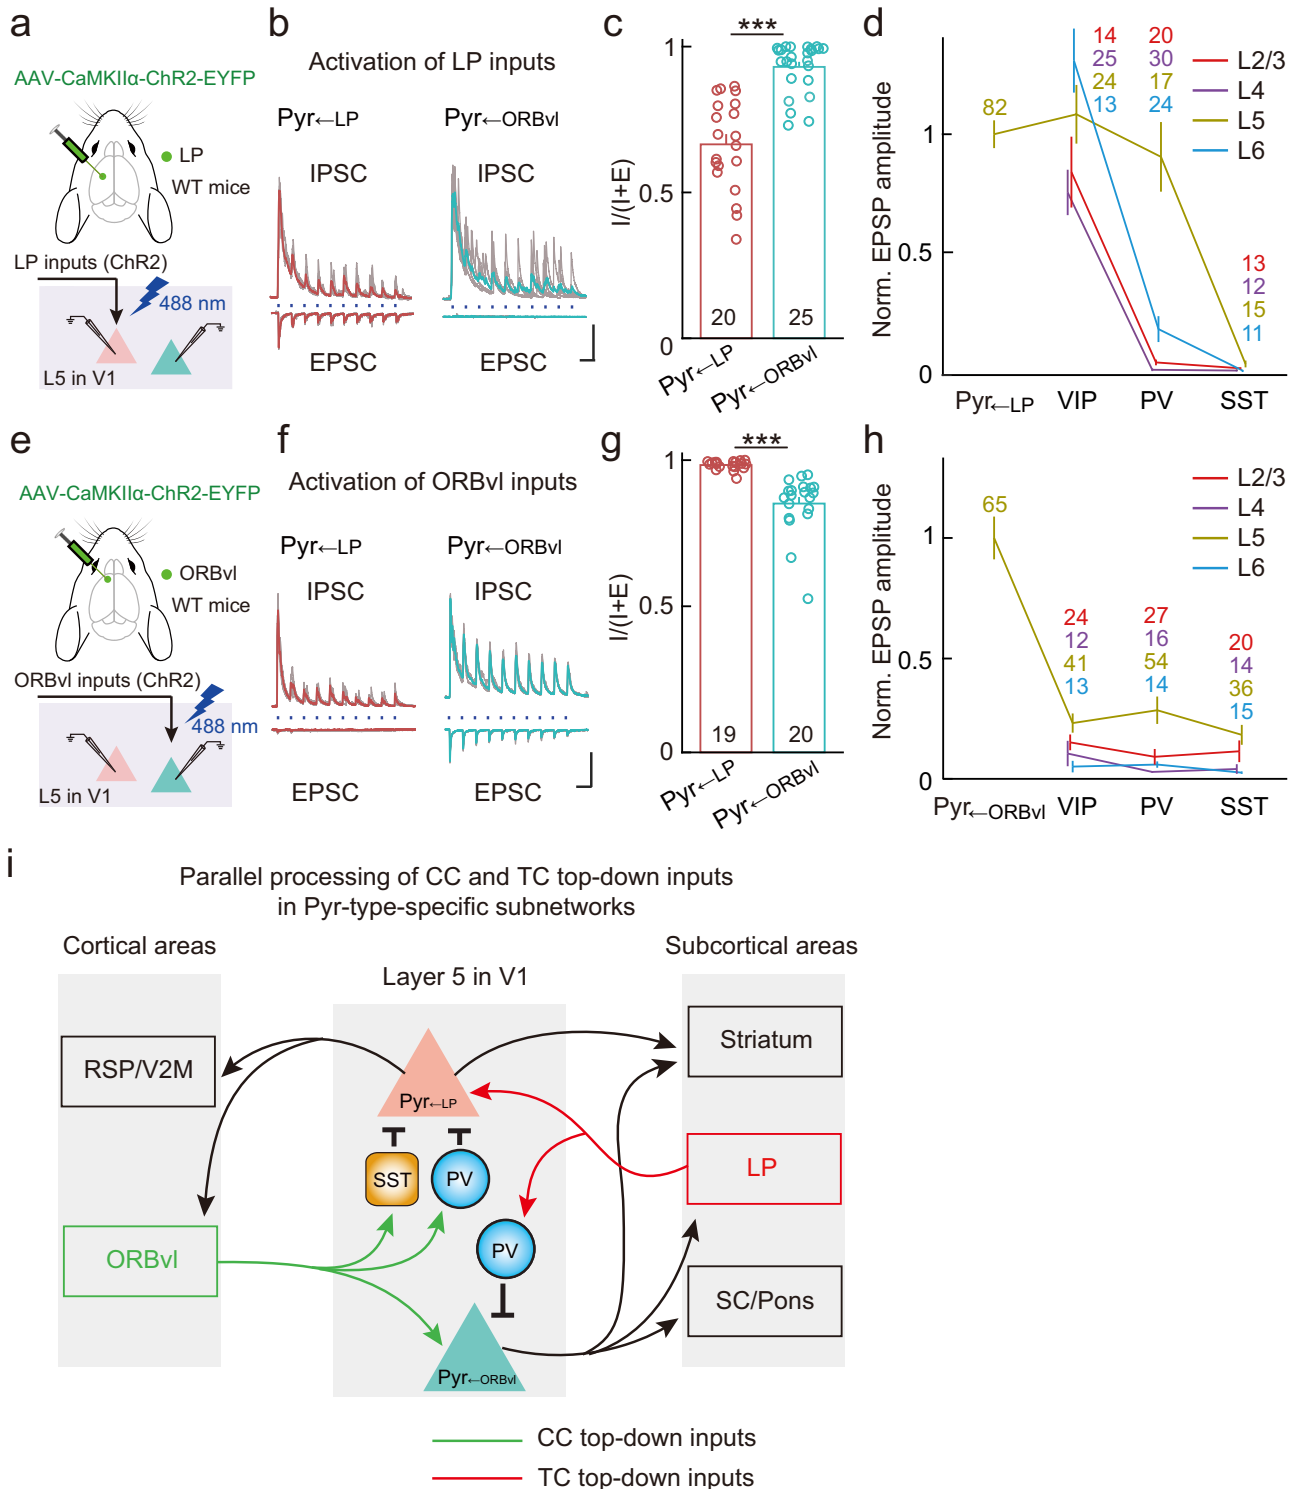 a
AAV-CaMKIIα-ChR2-EYFP
LP
WT mice
LP inputs (ChR2)
488 nm
L5 in V1
b
Activation of LP inputs
Pyr←LP
Pyr←ORBvl
IPSC
IPSC
EPSC
EPSC
c
***
1
0.5
0
I/(I+E)
20
25
Pyr←LP
Pyr←ORBvl
d
Norm. EPSP amplitude
1
0.5
0
82
14
25
24
13
20
30
17
24
13
12
15
11
L2/3
L4
L5
L6
Pyr←LP
VIP
PV
SST
e
AAV-CaMKIIα-ChR2-EYFP
ORBvl
WT mice
ORBvl inputs (ChR2)
488 nm
L5 in V1
f
Activation of ORBvl inputs
Pyr←LP
Pyr←ORBvl
IPSC
IPSC
EPSC
EPSC
g
***
1
0.5
0
I/(I+E)
19
20
Pyr←LP
Pyr←ORBvl
h
Norm. EPSP amplitude
1
0.5
0
65
24
12
41
13
27
16
54
14
20
14
36
15
L2/3
L4
L5
L6
Pyr←ORBvl
VIP
PV
SST
i
Parallel processing of CC and TC top-down inputs
in Pyr-type-specific subnetworks
Cortical areas
Layer 5 in V1
Subcortical areas
RSP/V2M
Striatum
Pyr←LP
SST
PV
LP
PV
ORBvl
SC/Pons
Pyr←ORBvl
CC top-down inputs
TC top-down inputs